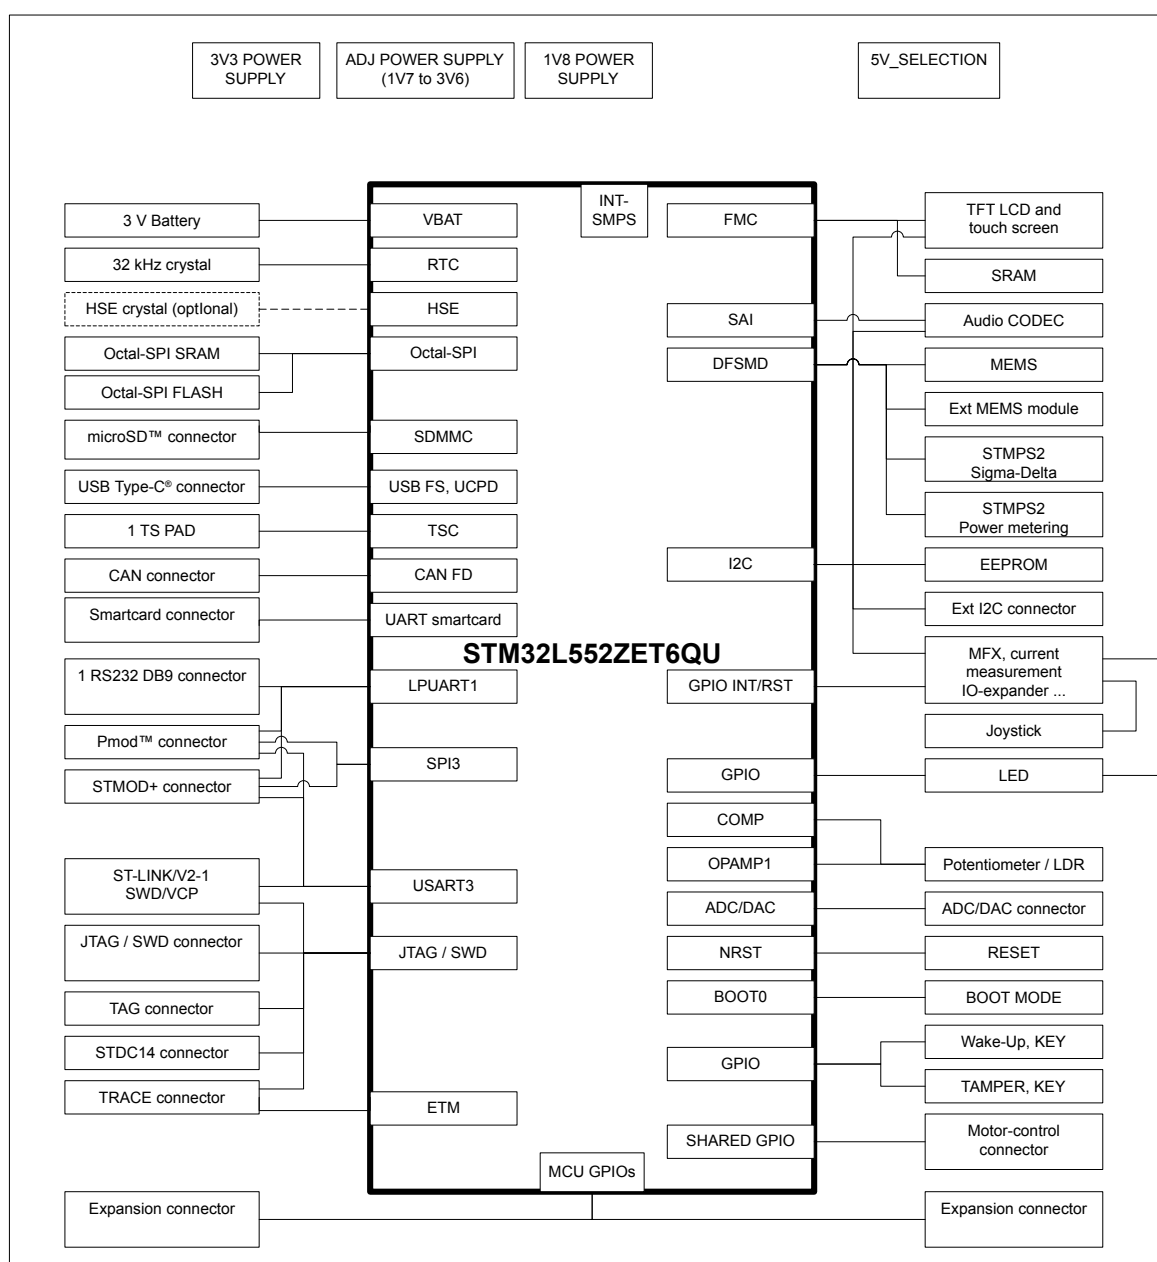 3V3 POWER
SUPPLY
ADJ POWER SUPPLY
(1V7 to 3V6)
1V8 POWER
SUPPLY
5V_SELECTION
3 V Battery
32 kHz crystal
HSE crystal (optIonal)
Octal-SPI SRAM
Octal-SPI FLASH
microSD™ connector
USB Type-C® connector
1 TS PAD
CAN connector
Smartcard connector
1 RS232 DB9 connector
Pmod™ connector
STMOD+ connector
ST-LINK/V2-1
SWD/VCP
JTAG / SWD connector
TAG connector
STDC14 connector
TRACE connector
Expansion connector
VBAT
RTC
HSE
Octal-SPI
SDMMC
USB FS, UCPD
TSC
CAN FD
UART smartcard
LPUART1
SPI3
USART3
JTAG / SWD
ETM
INT-
SMPS
STM32L552ZET6QU
MCU GPIOs
FMC
SAI
DFSMD
I2C
GPIO INT/RST
GPIO
COMP
OPAMP1
ADC/DAC
NRST
BOOT0
GPIO
SHARED GPIO
TFT LCD and
touch screen
SRAM
Audio CODEC
MEMS
Ext MEMS module
STMPS2
Sigma-Delta
STMPS2
Power metering
EEPROM
Ext I2C connector
MFX, current
measurement
IO-expander ...
Joystick
LED
Potentiometer / LDR
ADC/DAC connector
RESET
BOOT MODE
Wake-Up, KEY
TAMPER, KEY
Motor-control
connector
Expansion connector